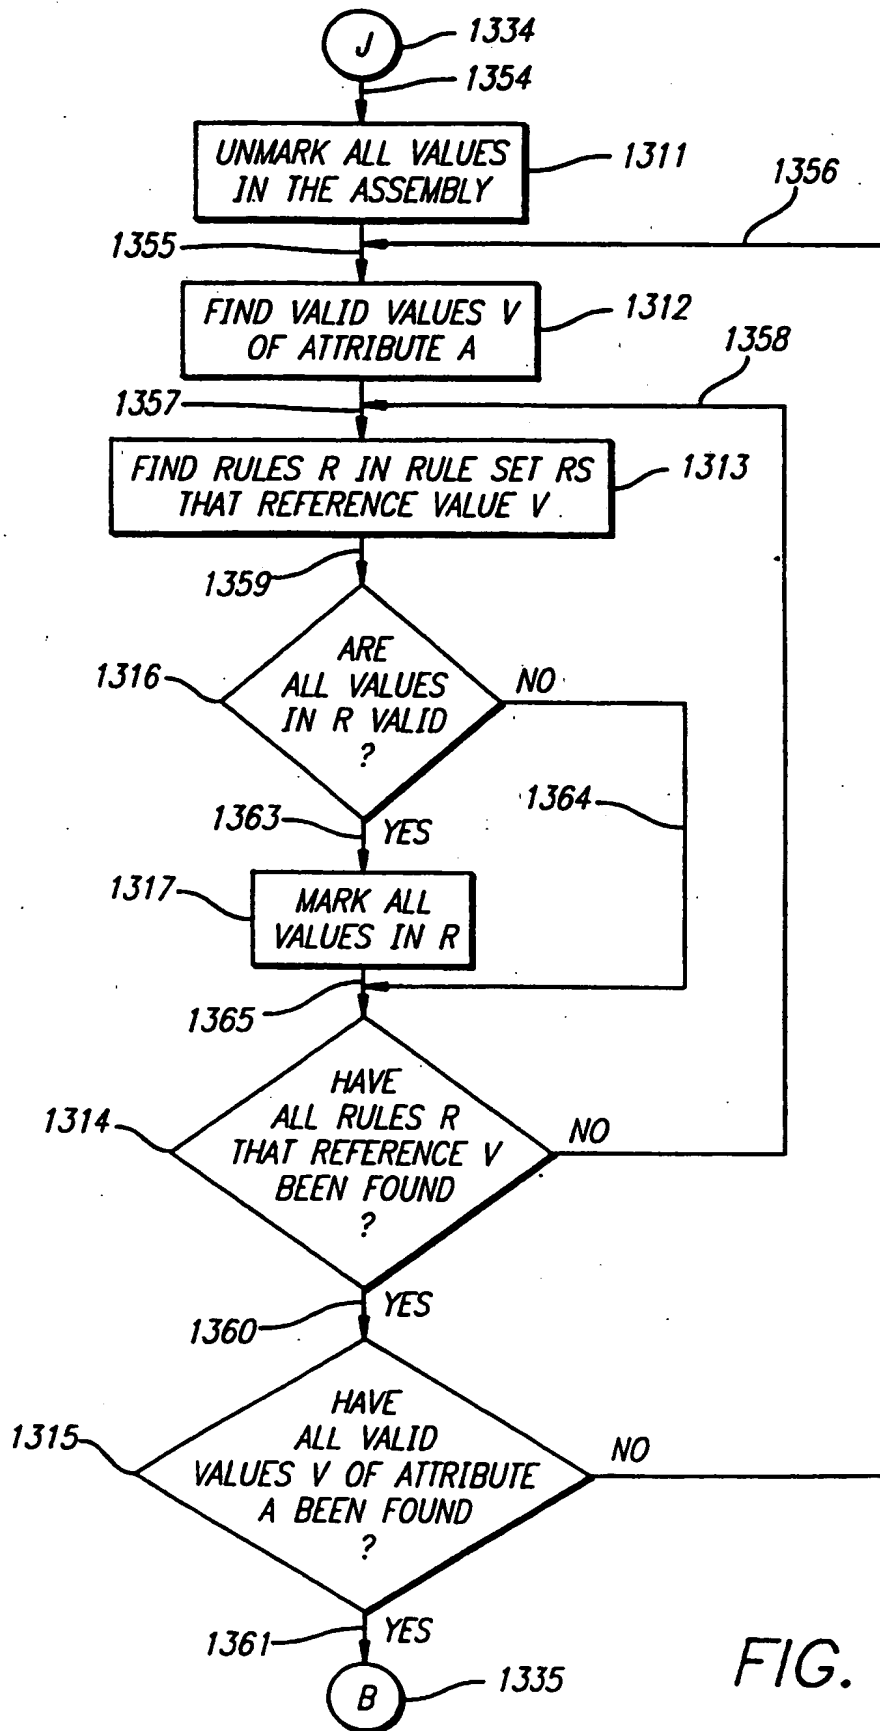 J
1334
1354
UNMARK ALL VALUES
IN THE ASSEMBLY
1311
1356
1355
FIND VALID VALUES V
OF ATTRIBUTE A
1312
1358
1357
FIND RULES R IN RULE SET RS
THAT REFERENCE VALUE V
1313
1359
ARE
ALL VALUES
IN R VALID
?
1316
NO
1364
1363
YES
1317
MARK ALL
VALUES IN R
1365
HAVE
ALL RULES R
THAT REFERENCE V
BEEN FOUND
?
1314
NO
1360
YES
HAVE
ALL VALID
VALUES V OF ATTRIBUTE
A BEEN FOUND
?
1315
NO
1361
YES
B
1335
FIG.